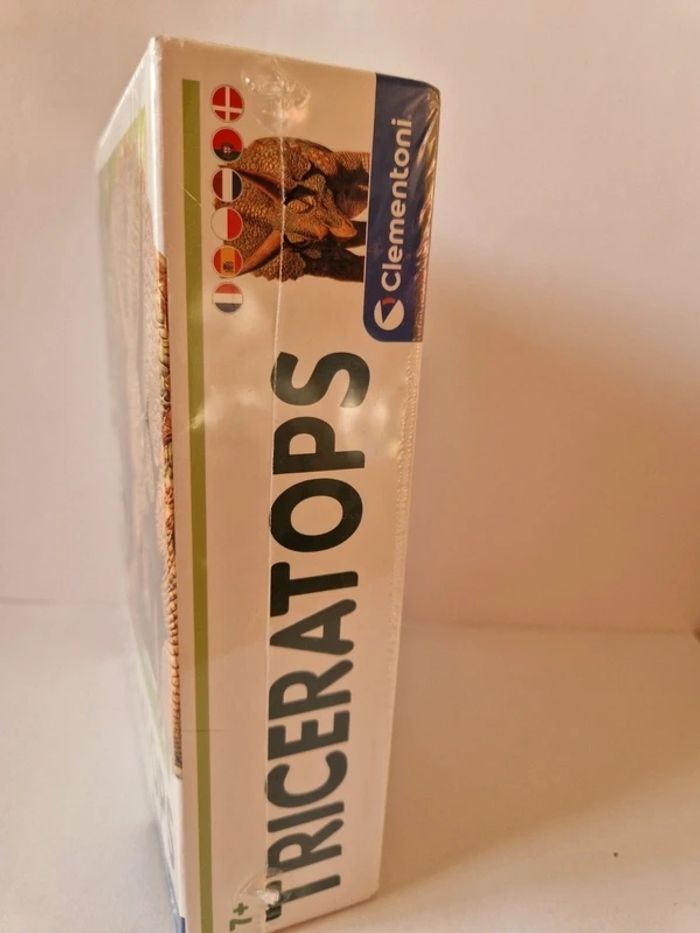 Clementoni
TRICERATOPS
7+